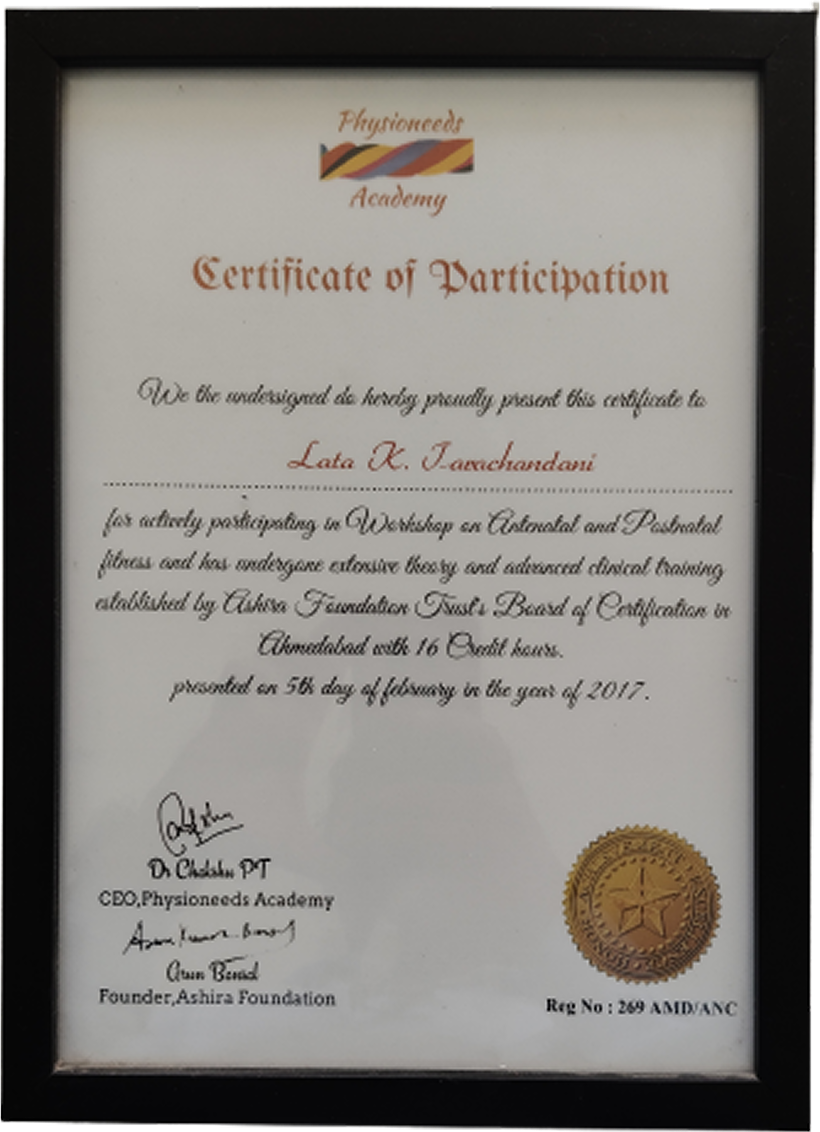 Physioneeds
Academy
Certificate of Participation
We the undersigned do hereby proudly present this certificate to
Lata K. Tarachandani
for actively participating in Workshop on Antenatal and Postnatal
fitness and has undergone extensive theory and advanced clinical training
established by Ashira Foundation Trust's Board of Certification in
Ahmedabad with 16 Credit hours.
presented on 5th day of february in the year of 2017.
Dr Chakshu PT
CEO,Physioneeds Academy
Arun Bansal
Founder,Ashira Foundation
Reg No : 269 AMD/ANC